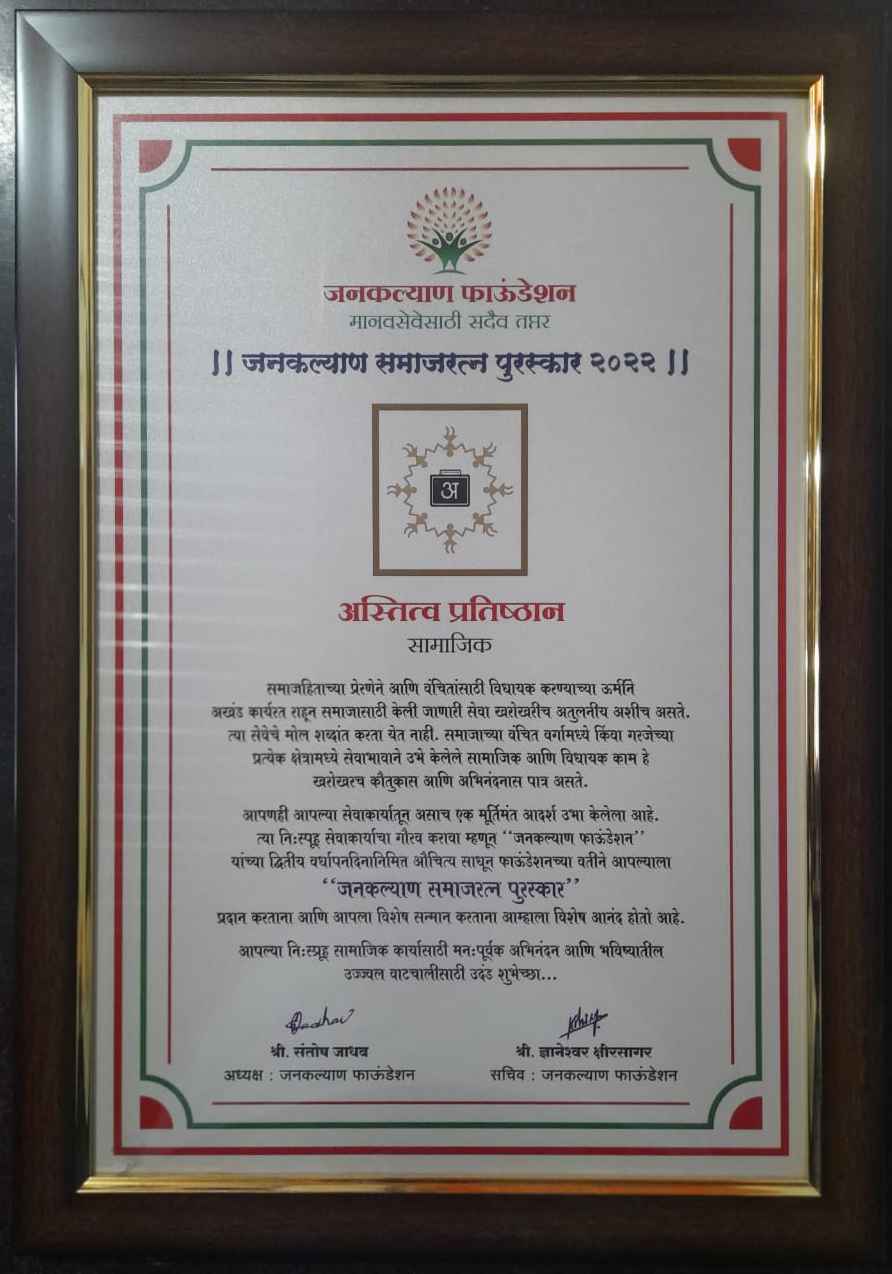 जनकल्याण फाऊंडेशन
मानवसेवेसाठी सदैव तप्तर
|| जनकल्याण समाजरत्न पुरस्कार २०२२ ||
अ
अस्तित्व प्रतिष्ठान
सामाजिक
समाजहिताच्या प्रेरणेने आणि वंचितांसाठी विधायक करण्याच्या ऊर्मीने
अखंड कार्यरत राहून समाजासाठी केली जाणारी सेवा खरोखरीच अतुलनीय अशीच असते.
त्या सेवेचे मोल शब्दांत करता येत नाही. समाजाच्या वंचित वर्गामध्ये किंवा गरजेच्या
प्रत्येक क्षेत्रामध्ये सेवाभावाने उभे केलेले सामाजिक आणि विधायक काम हे
खरोखरच कौतुकास आणि अभिनंदनास पात्र असते.
आपणही आपल्या सेवाकार्यातून असाच एक मूर्तिमंत आदर्श उभा केलेला आहे.
त्या नि:स्पृह सेवाकार्याचा गौरव करावा म्हणून ‘‘जनकल्याण फाऊंडेशन’’
यांच्या द्वितीय वर्धापनदिनानिमित औचित्य साधून फाऊंडेशनच्या वतीने आपल्याला
‘‘जनकल्याण समाजरत्न पुरस्कार’’
प्रदान करताना आणि आपला विशेष सन्मान करताना आम्हाला विशेष आनंद होतो आहे.
आपल्या नि:स्प्रूह सामाजिक कार्यासाठी मन:पूर्वक अभिनंदन आणि भविष्यातील
उज्ज्वल वाटचालीसाठी उदंड शुभेच्छा...
श्री. संतोष जाधव श्री. ज्ञानेश्वर क्षीरसागर
अध्यक्ष : जनकल्याण फाऊंडेशन सचिव : जनकल्याण फाऊंडेशन